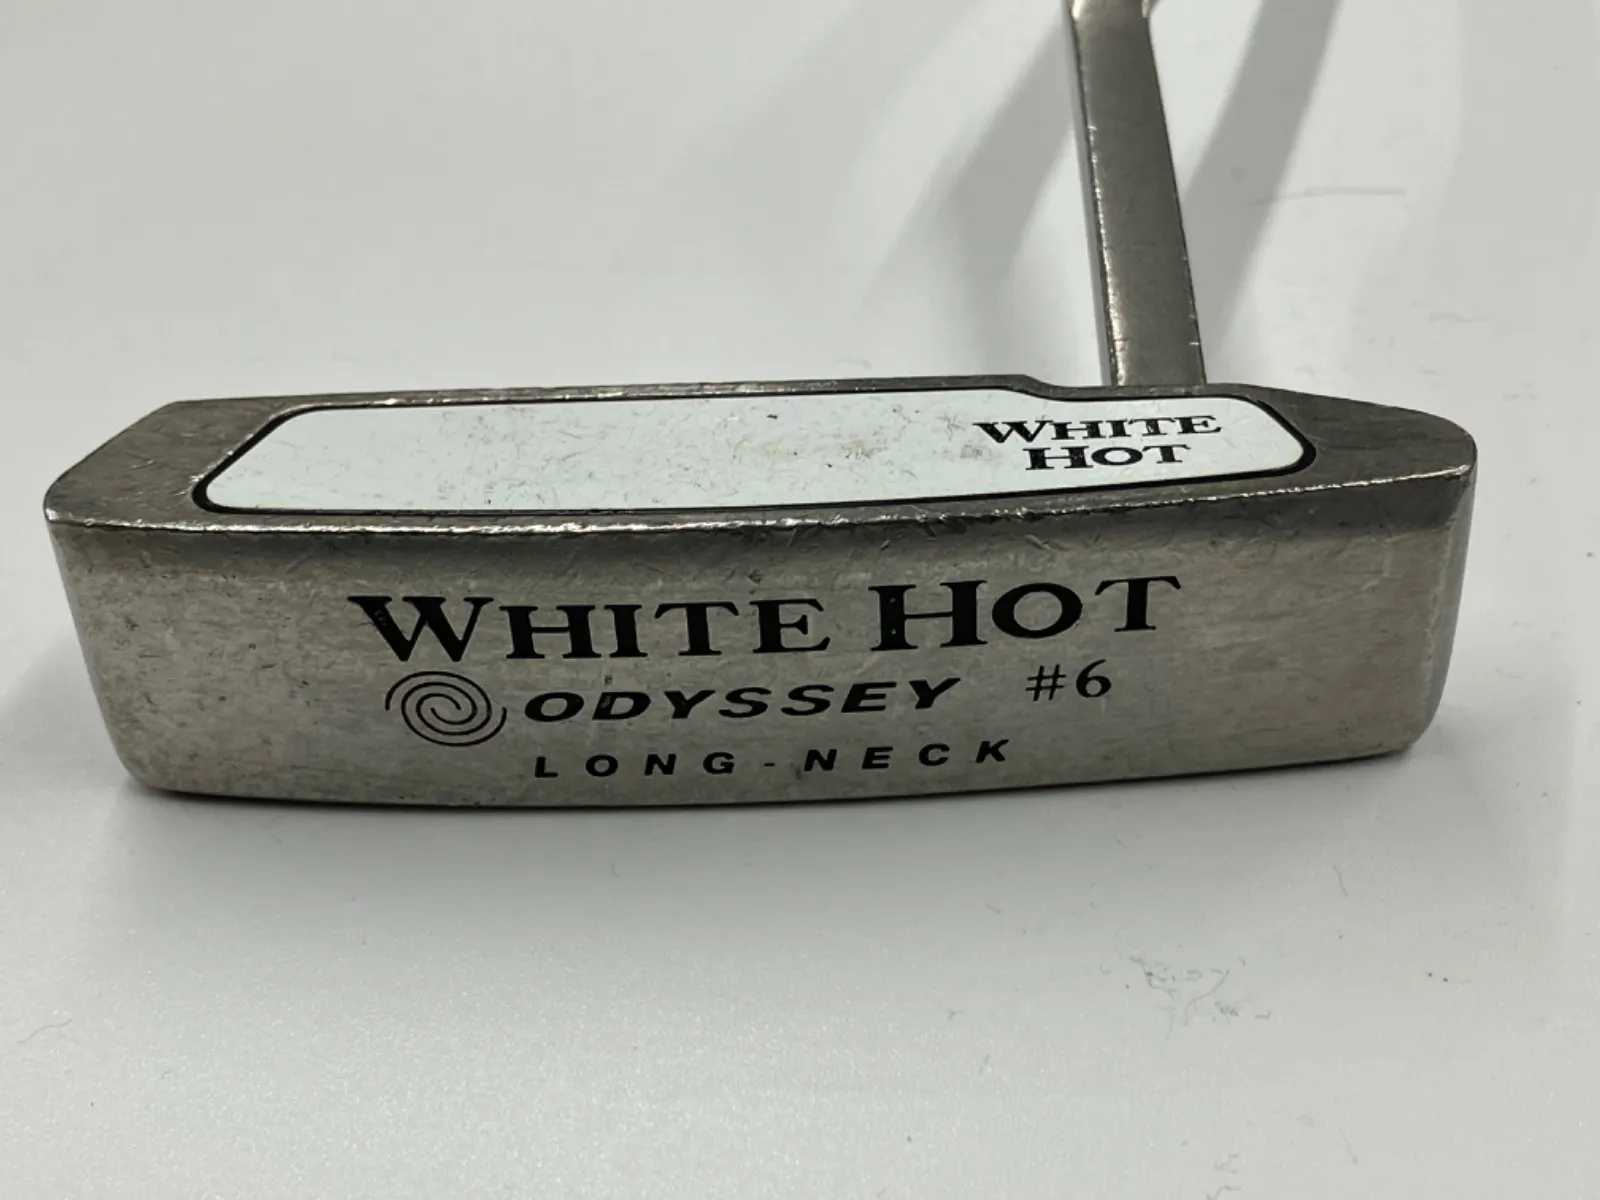 WHITE
HOT
WHITE HOT
ODYSSEY #6
LONG-NECK